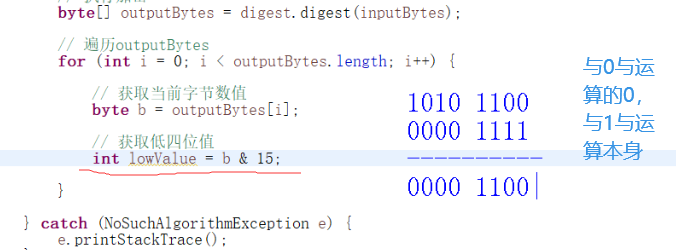 byte[] outputBytes = digest.digest(inputBytes);
// 遍历outputBytes
for (int i = 0; i < outputBytes.length; i++) {
// 获取当前字节数值
byte b = outputBytes[i];
// 获取低四位值
int lowValue = b & 15;
}
} catch (NoSuchAlgorithmException e) {
e.printStackTrace();
1010 1100
0000 1111
----------
0000 1100
与0与运
算的0，
与1与运
算本身